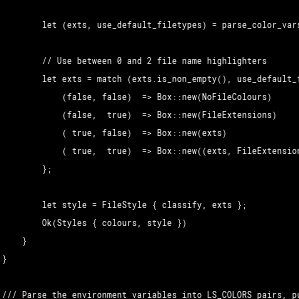 let (exts, use_default_filetypes) = parse_color_vars
// Use between 0 and 2 file name highlighters
let exts = match (exts.is_non_empty(), use_default_f
(false, false)  => Box::new(NoFileColours)
(false,  true)  => Box::new(FileExtensions)
( true, false)  => Box::new(exts)
( true,  true)  => Box::new((exts, FileExtension
};
let style = FileStyle { classify, exts };
Ok(Styles { colours, style })
}
}
/// Parse the environment variables into LS_COLORS pairs, pu